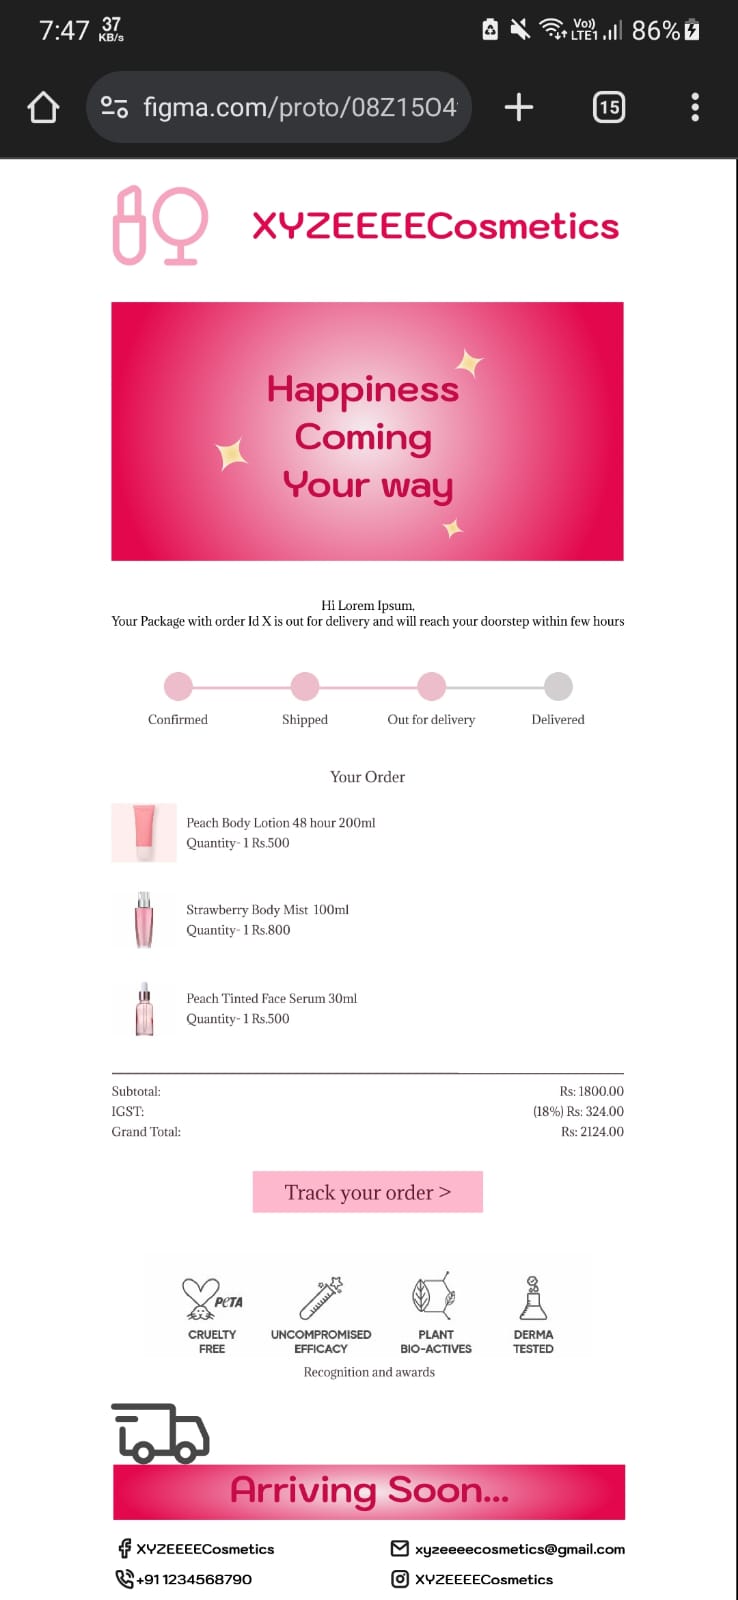 7:47 37 KB/s Vo)) LTE1 86%
figma.com/proto/08Z15O4 15
XYZEEEECosmetics
Happiness
Coming
Your way
Hi Lorem Ipsum,
Your Package with order Id X is out for delivery and will reach your doorstep within few hours
Confirmed Shipped Out for delivery Delivered
Your Order
Peach Body Lotion 48 hour 200ml
Quantity- 1 Rs.500
Strawberry Body Mist 100ml
Quantity- 1 Rs.800
Peach Tinted Face Serum 30ml
Quantity- 1 Rs.500
Subtotal: Rs: 1800.00
IGST: (18%) Rs: 324.00
Grand Total: Rs: 2124.00
Track your order >
PeTA
CRUELTY UNCOMPROMISED PLANT DERMA
FREE EFFICACY BIO-ACTIVES TESTED
Recognition and awards
Arriving Soon...
XYZEEEECosmetics xyzeeeecosmetics@gmail.com
+91 1234568790 XYZEEEECosmetics